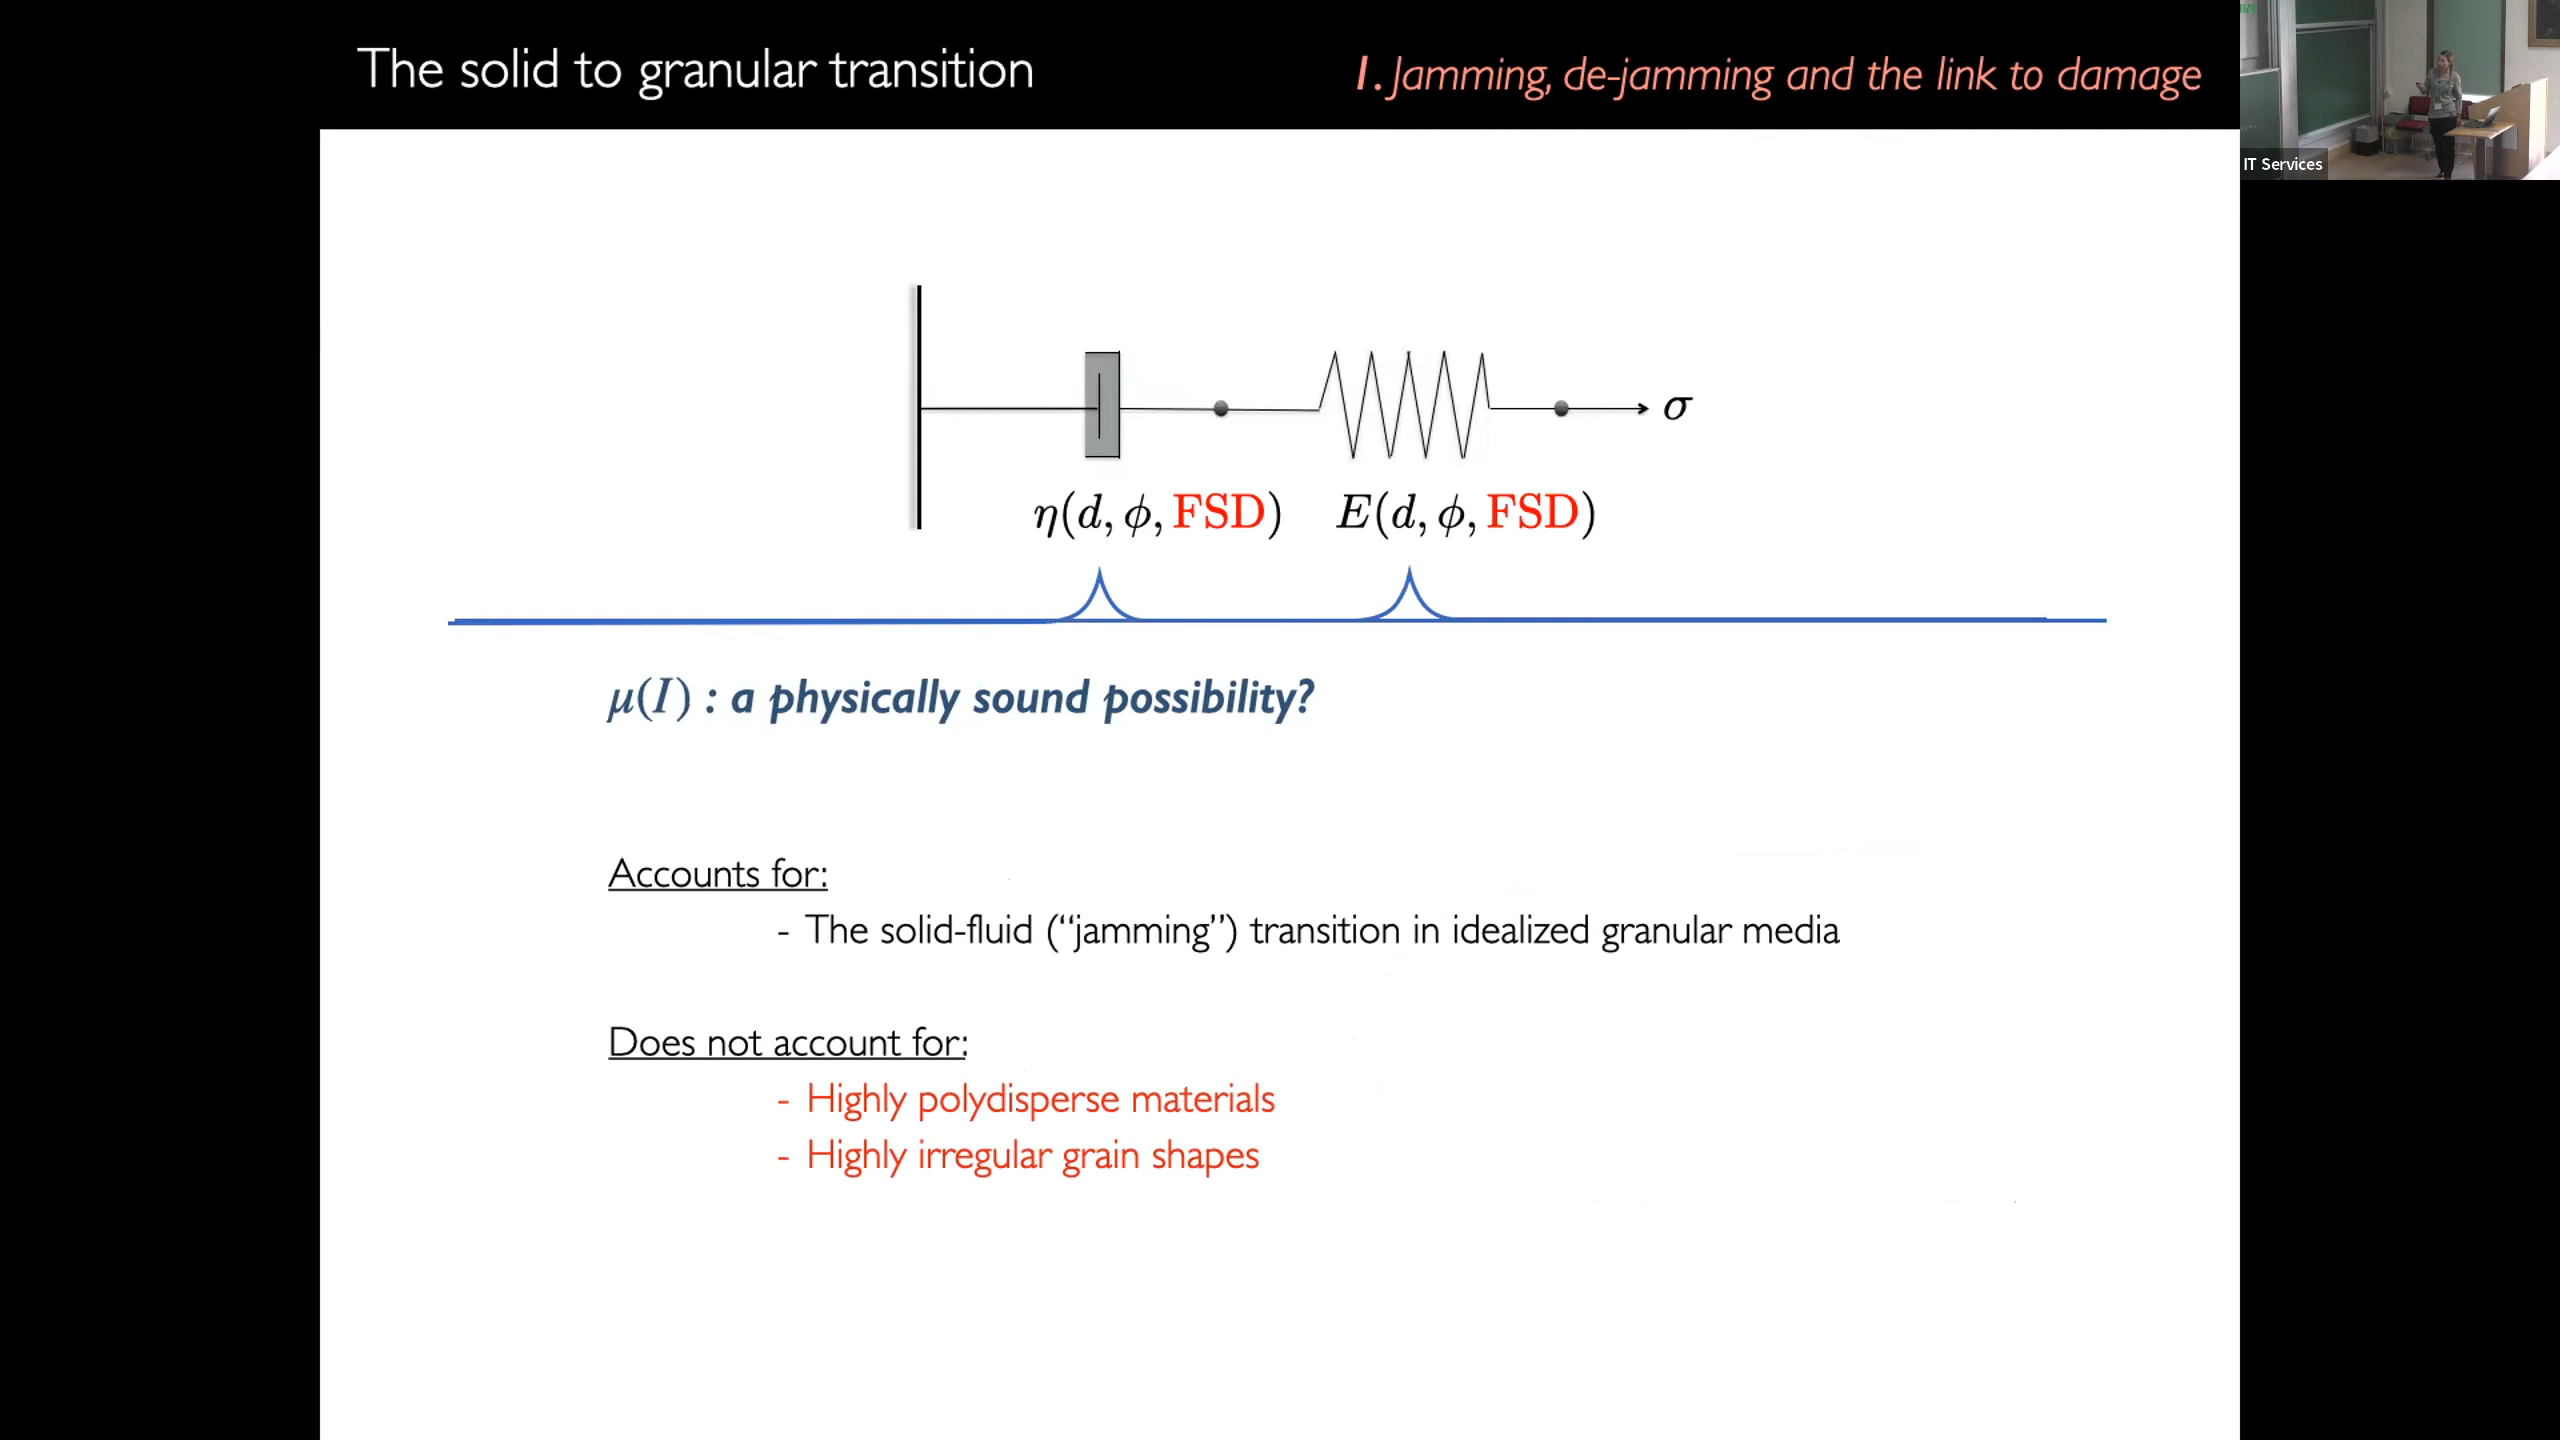 The solid to granular transition
1. Jamming, de-jamming and the link to damage
IT Services
σ
η(d, ϕ, FSD) E(d, ϕ, FSD)
μ(I) : a physically sound possibility?
Accounts for:
- The solid-fluid (“jamming”) transition in idealized granular media
Does not account for:
- Highly polydisperse materials
- Highly irregular grain shapes